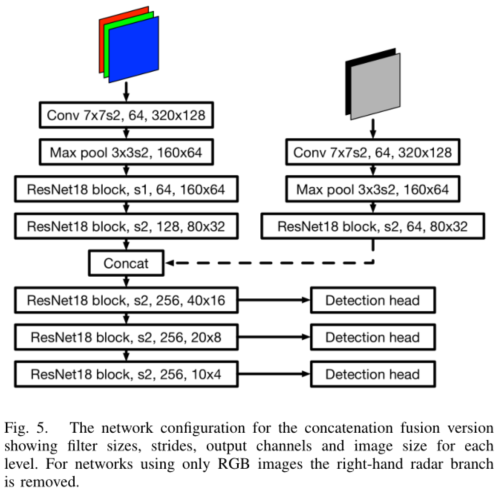 Conv 7x7s2, 64, 320x128
Max pool 3x3s2, 160x64
ResNet18 block, s1, 64, 160x64
ResNet18 block, s2, 128, 80x32
Conv 7x7s2, 64, 320x128
Max pool 3x3s2, 160x64
ResNet18 block, s2, 64, 80x32
Concat
ResNet18 block, s2, 256, 40x16
Detection head
ResNet18 block, s2, 256, 20x8
Detection head
ResNet18 block, s2, 256, 10x4
Detection head
Fig. 5. The network configuration for the concatenation fusion version
showing filter sizes, strides, output channels and image size for each
level. For networks using only RGB images the right-hand radar branch
is removed.